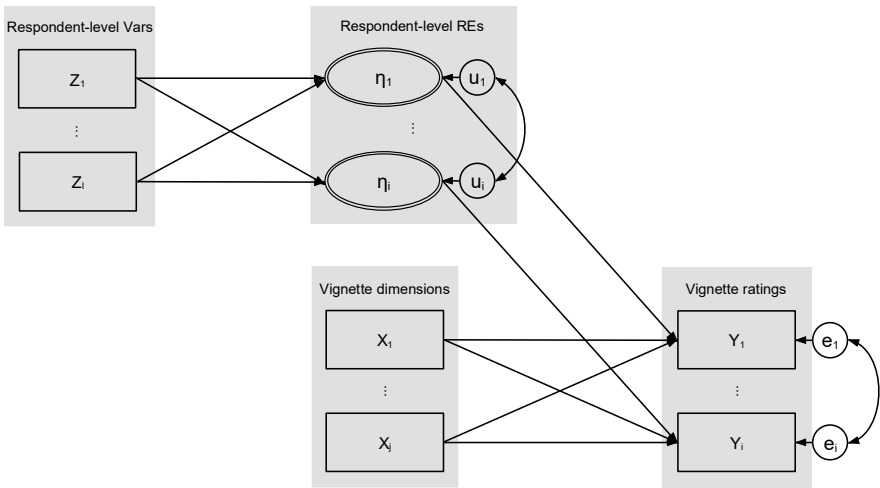 Respondent-level Vars
Z₁
⋮
Zₗ
Respondent-level REs
η₁
u₁
⋮
ηᵢ
uᵢ
Vignette dimensions
X₁
⋮
Xⱼ
Vignette ratings
Y₁
e₁
⋮
Yᵢ
eᵢ